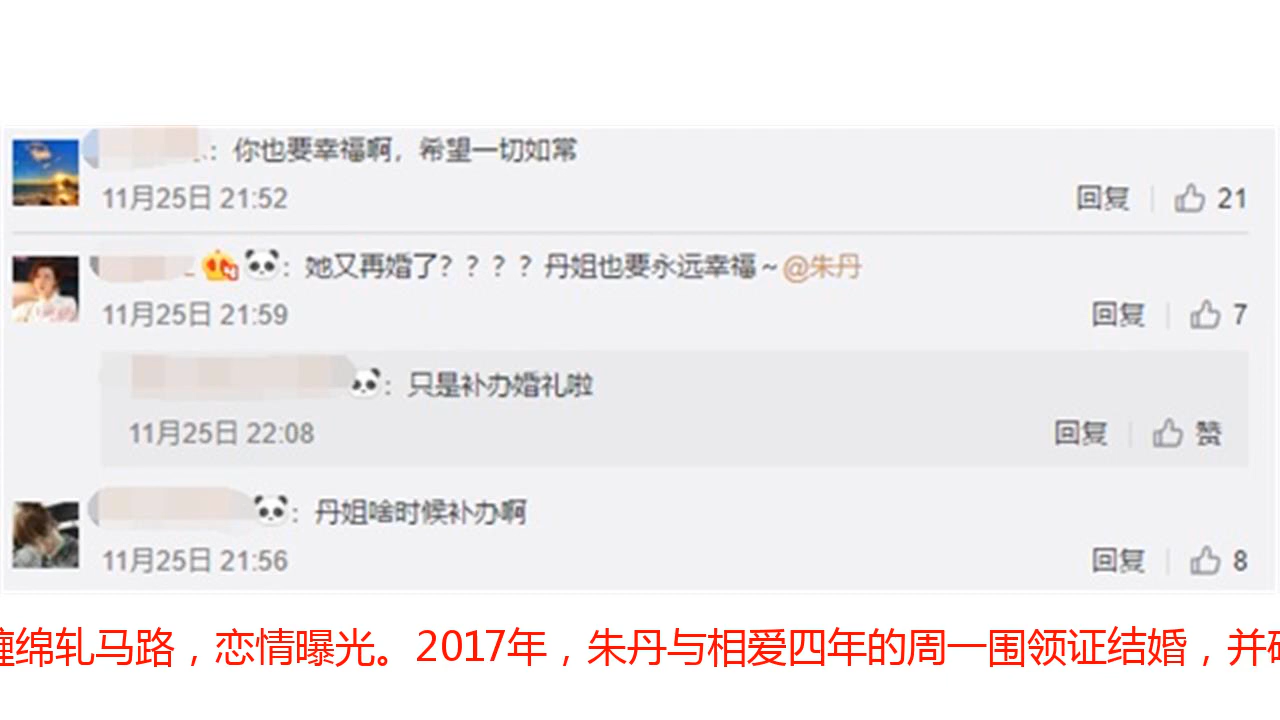 ：你也要幸福啊，希望一切如常
11月25日 21:52
回复 21
：她又再婚了？？？？丹姐也要永远幸福～@朱丹
11月25日 21:59
回复 7
：只是补办婚礼啦
11月25日 22:08
回复 赞
：丹姐啥时候补办啊
11月25日 21:56
回复 8
绵轧马路，恋情曝光。2017年，朱丹与相爱四年的周一围领证结婚，并